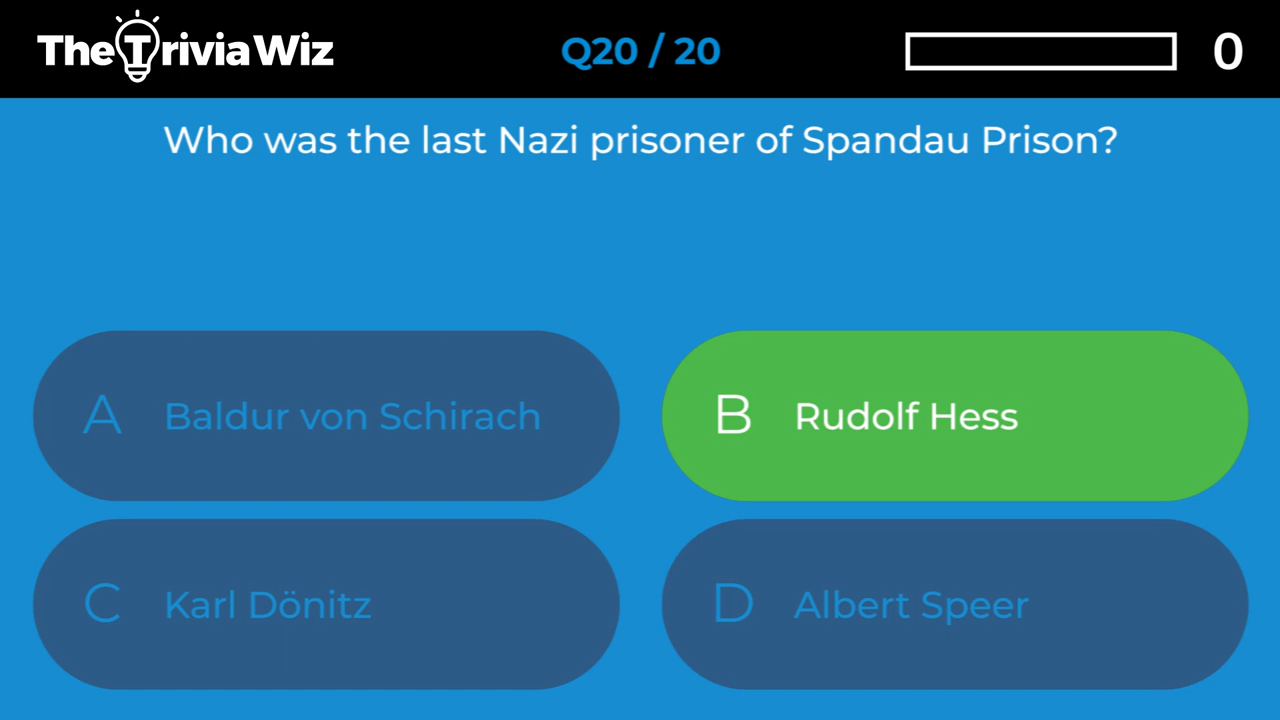 The Trivia Wiz
Q20 / 20
0
Who was the last Nazi prisoner of Spandau Prison?
A Baldur von Schirach
B Rudolf Hess
C Karl Dönitz
D Albert Speer